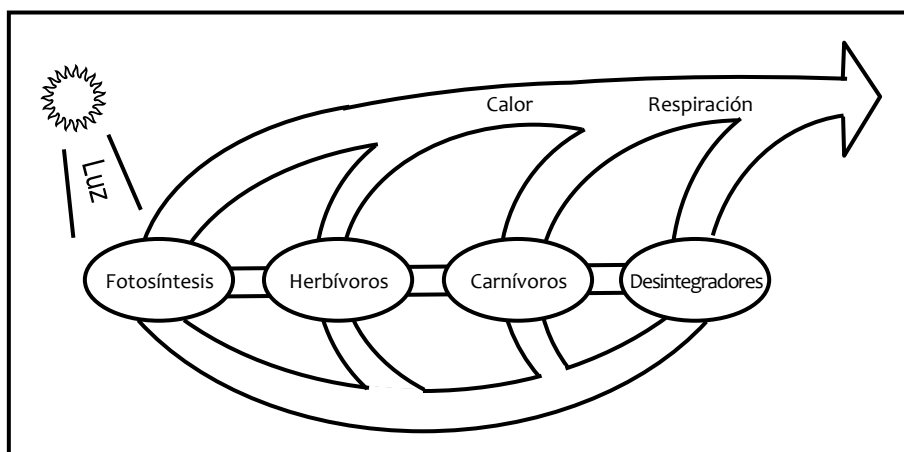 Calor
Respiración
Luz
Fotosíntesis
Herbívoros
Carnívoros
Desintegradores